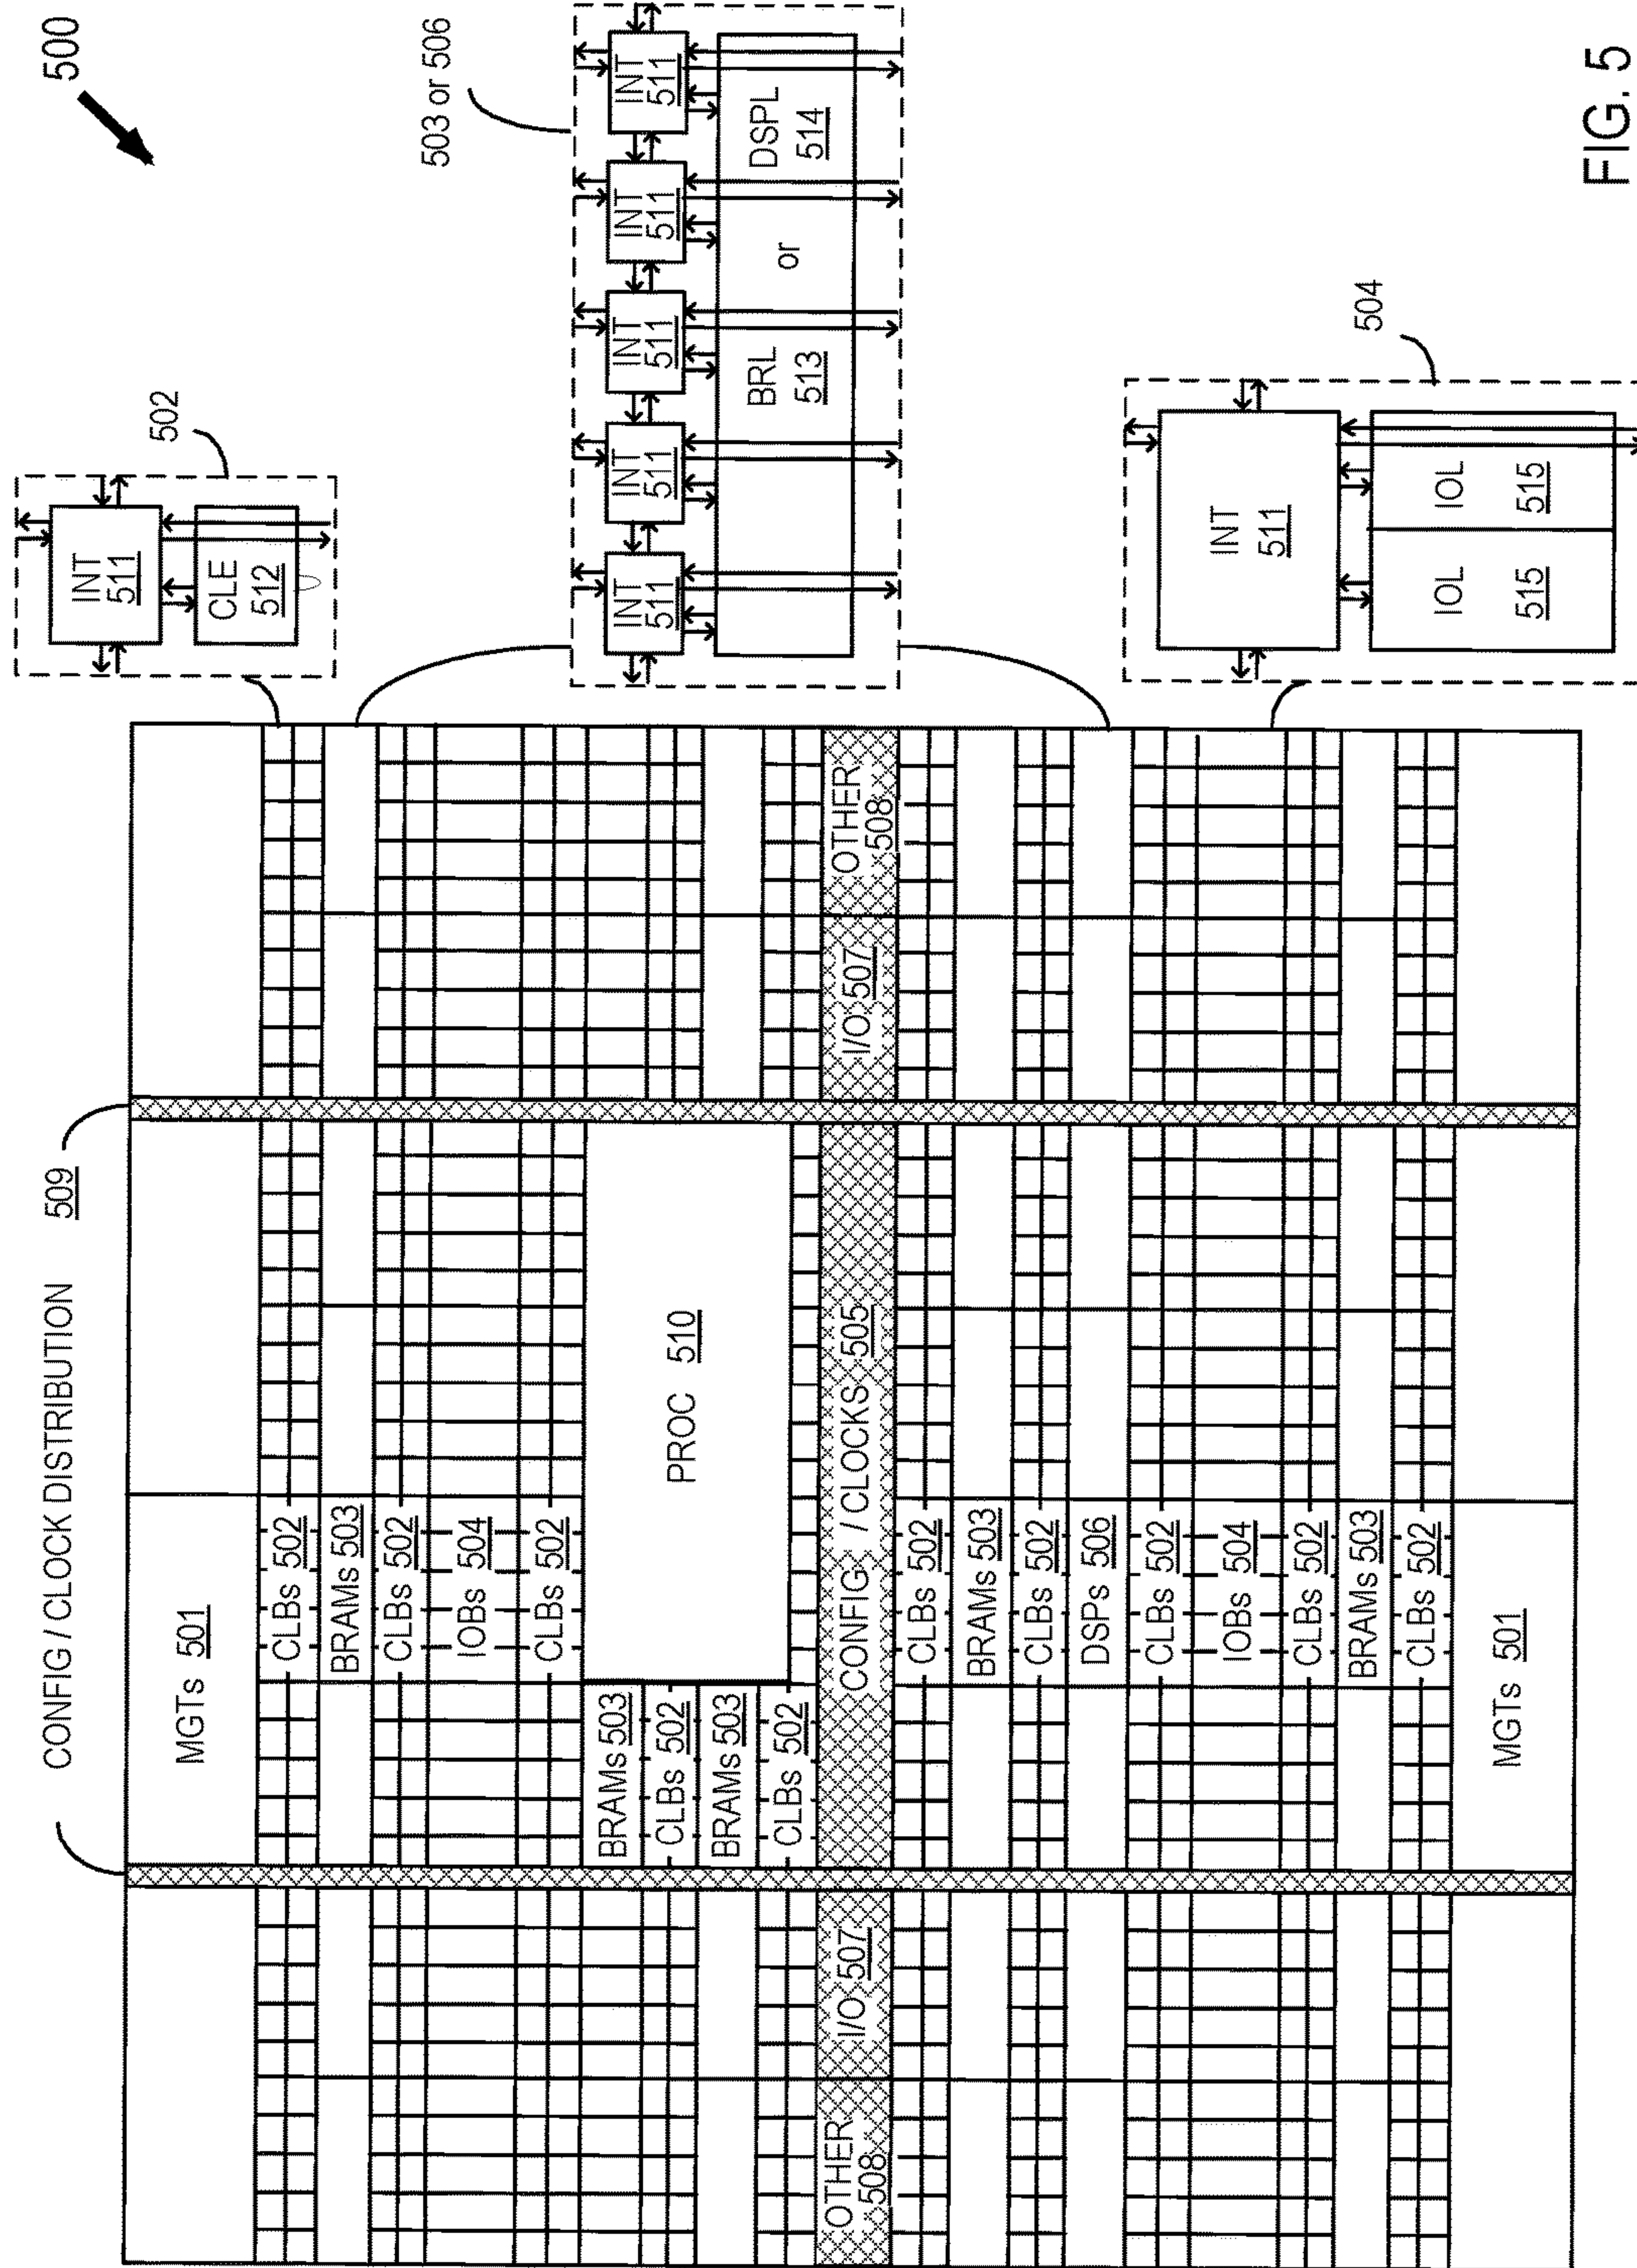 500
CONFIG / CLOCK DISTRIBUTION 509
MGTs 501
CLBs 502
BRAMs 503
CLBs 502
IOBs 504
CLBs 502
BRAMs 503
CLBs 502
BRAMs 503
CLBs 502
PROC 510
OTHER
508
I/O 507
CONFIG / CLOCKS 505
I/O 507
OTHER
508
CLBs 502
BRAMs 503
CLBs 502
DSPs 506
CLBs 502
IOBs 504
CLBs 502
BRAMs 503
CLBs 502
MGTs 501
502
INT
511
CLE
512
503 or 506
INT
511
INT
511
INT
511
INT
511
INT
511
BRL
513
or
DSPL
514
504
INT
511
IOL
515
IOL
515
FIG. 5